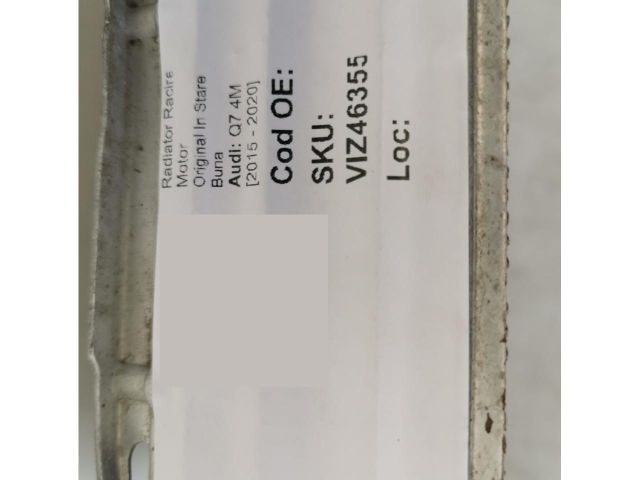 Radiator Racire
Motor
Original In Stare
Buna
Audi: Q7 4M
[2015 - 2020]
Cod OE:
SKU:
VIZ46355
Loc: